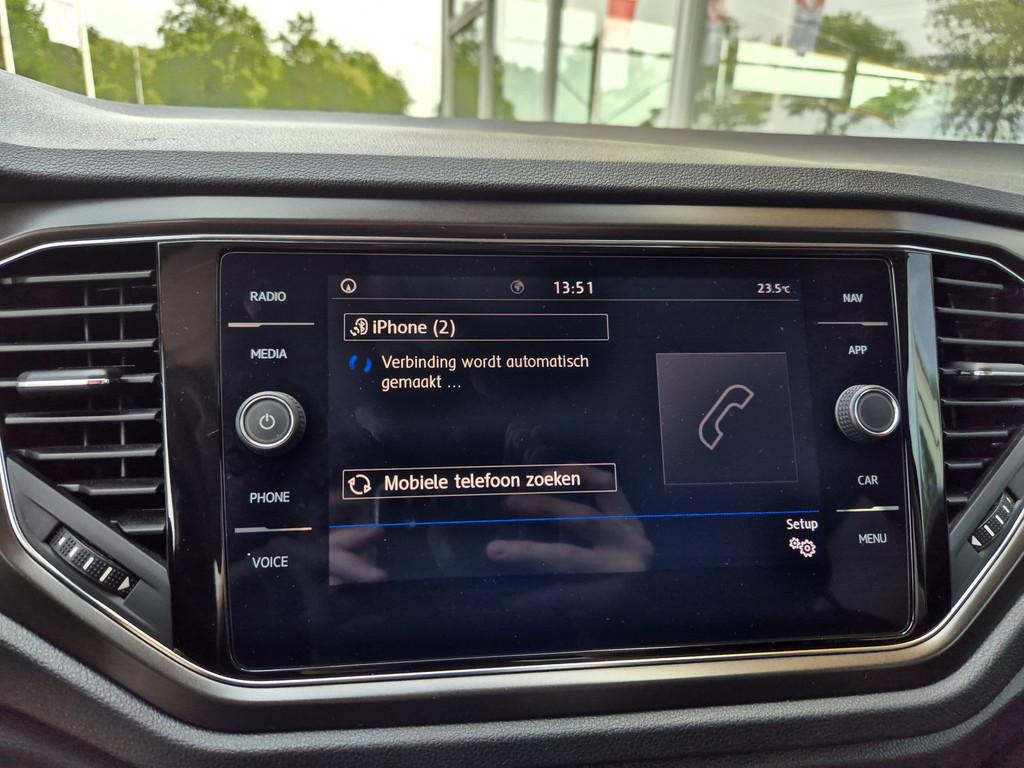 13:51
23.5°C
RADIO
MEDIA
PHONE
VOICE
iPhone (2)
Verbinding wordt automatisch
gemaakt ...
Mobiele telefoon zoeken
Setup
NAV
APP
CAR
MENU